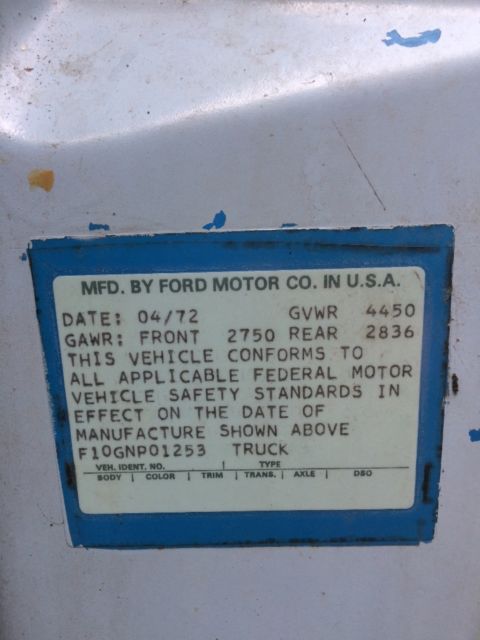 MFD. BY FORD MOTOR CO. IN U.S.A.
DATE: 04/72 GVWR 4450
GAWR: FRONT 2750 REAR 2836
THIS VEHICLE CONFORMS TO
ALL APPLICABLE FEDERAL MOTOR
VEHICLE SAFETY STANDARDS IN
EFFECT ON THE DATE OF
MANUFACTURE SHOWN ABOVE
F10GNP01253 TRUCK
VEH. IDENT. NO. TYPE
BODY | COLOR | TRIM | TRANS. | AXLE | DSO